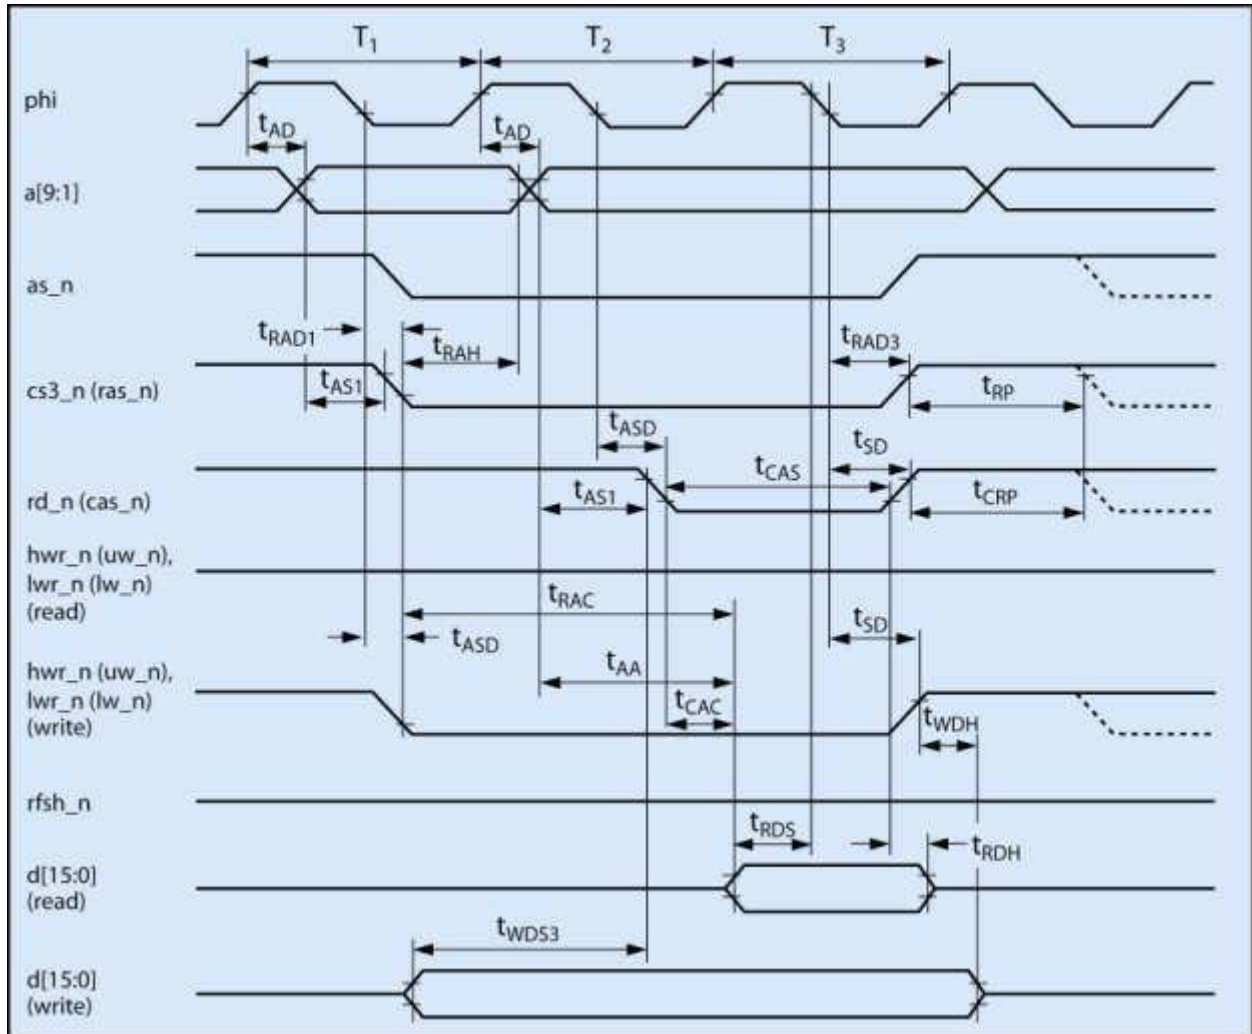 T1 T2 T3
phi
tAD tAD
a[9:1]
as_n
tRAD1 tRAH tRAD3
cs3_n (ras_n)
tAS1 tRP
tASD tSD
tCAS
rd_n (cas_n)
tAS1 tCRP
hwr_n (uw_n),
lwr_n (lw_n)
(read)
tRAC
tASD tSD
hwr_n (uw_n),
lwr_n (lw_n)
(write)
tAA
tCAC tWDH
rfsh_n
tRDS tRDH
d[15:0]
(read)
tWDS3
d[15:0]
(write)